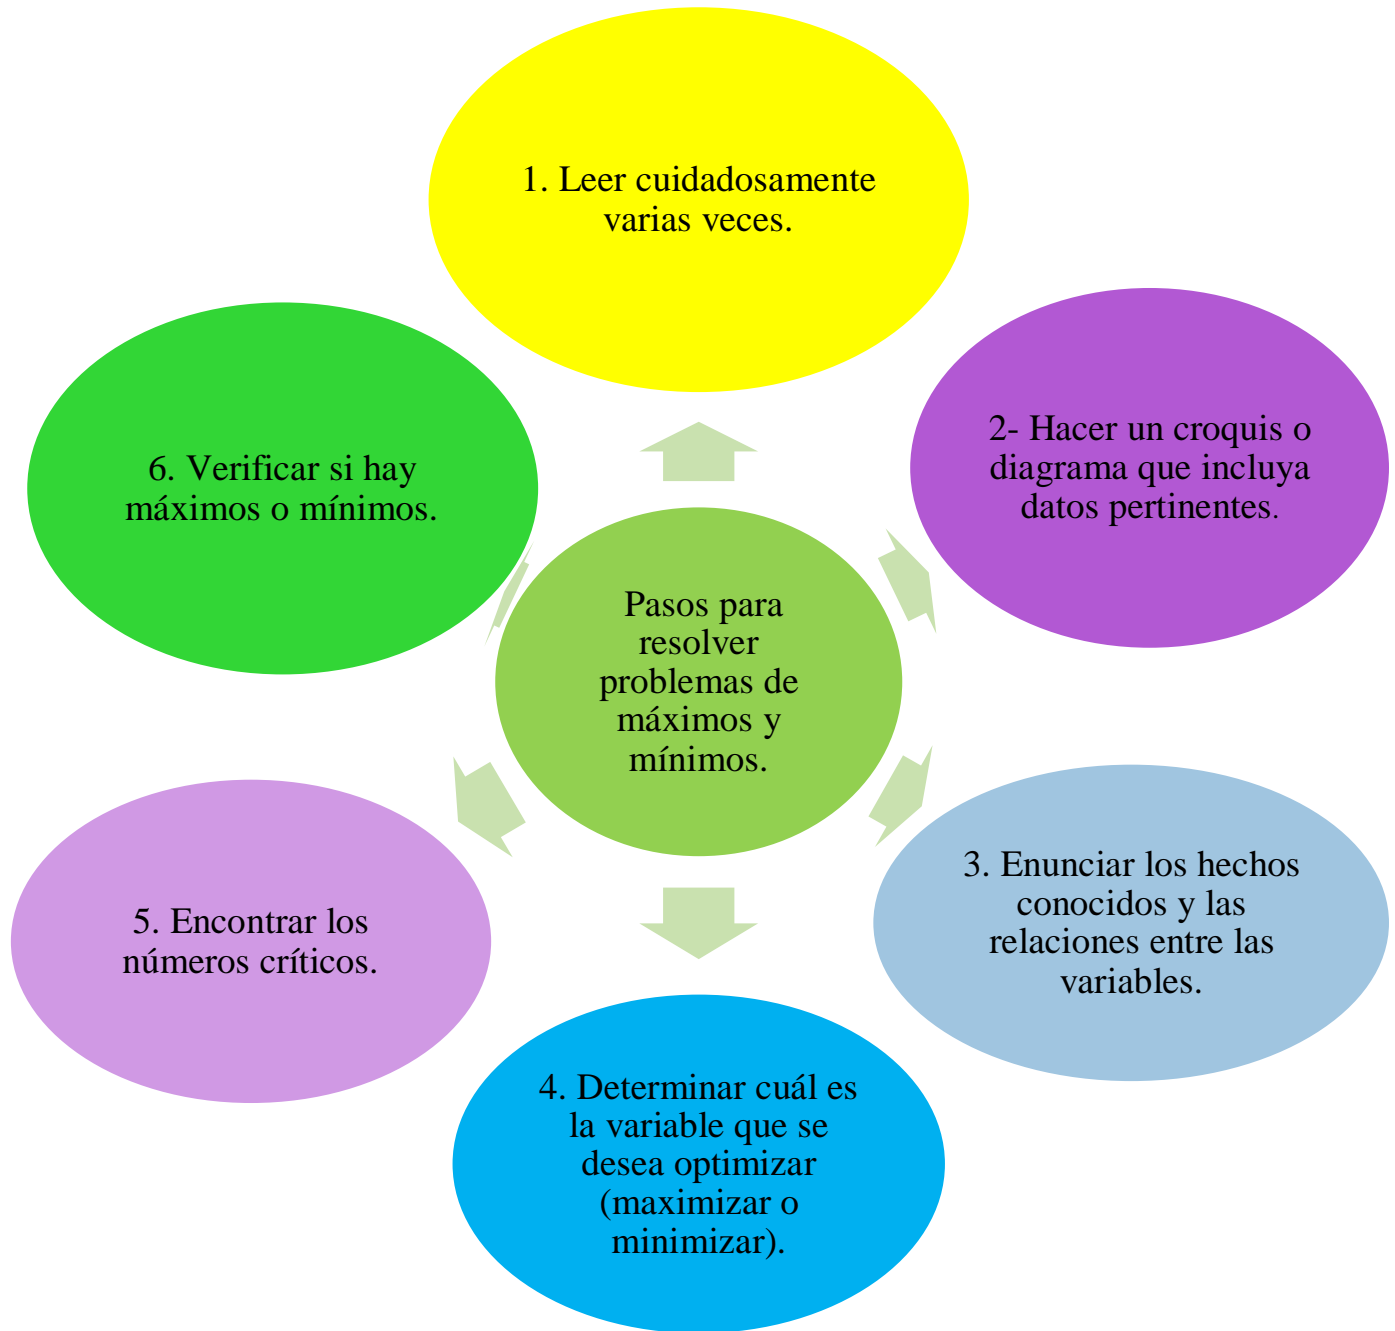 1. Leer cuidadosamente
varias veces.
2- Hacer un croquis o
diagrama que incluya
datos pertinentes.
3. Enunciar los hechos
conocidos y las
relaciones entre las
variables.
4. Determinar cuál es
la variable que se
desea optimizar
(maximizar o
minimizar).
5. Encontrar los
números críticos.
6. Verificar si hay
máximos o mínimos.
Pasos para
resolver
problemas de
máximos y
mínimos.